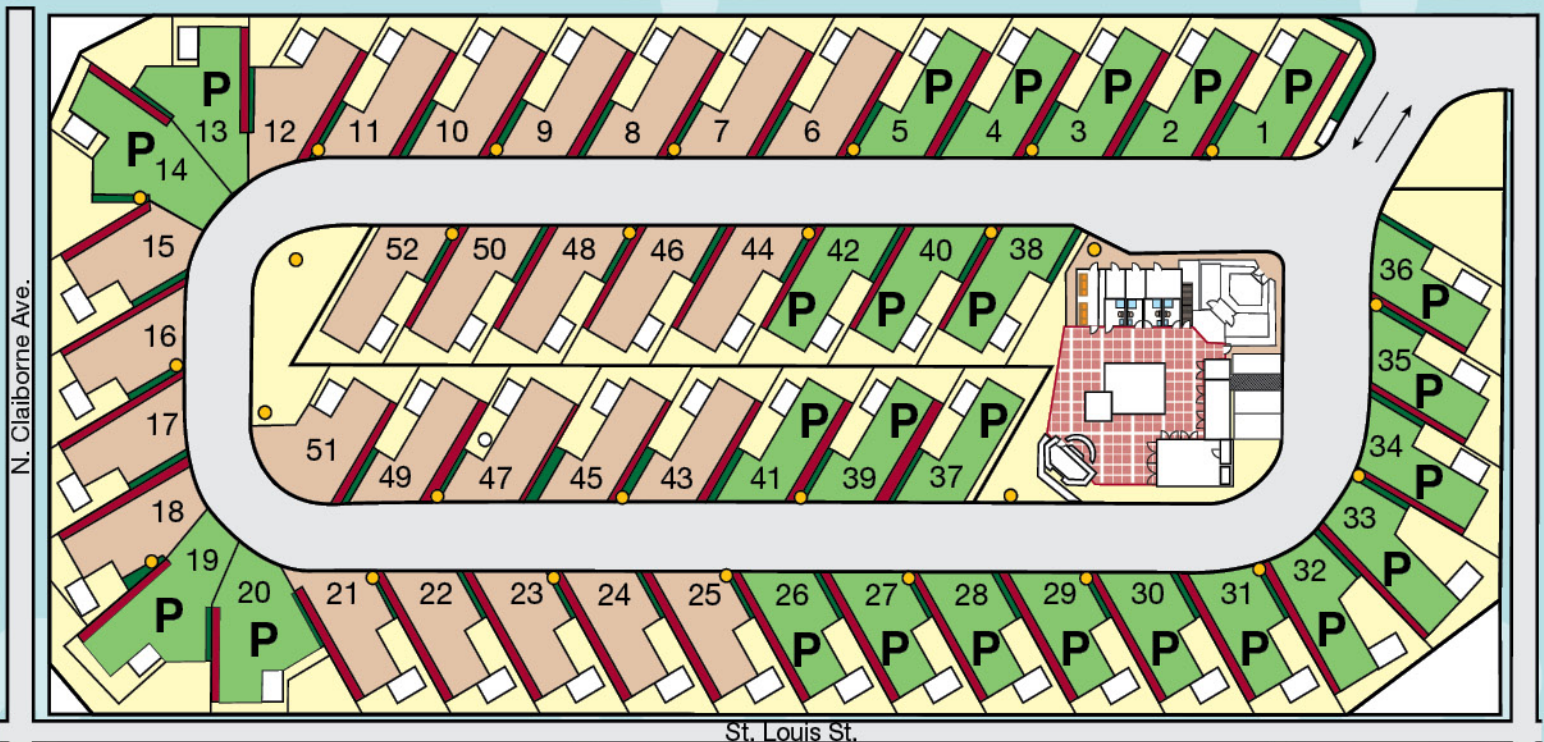 P P P P P P
13 12 11 10 9 8 7 6 5 4 3 2 1
P
14
15
52 50 48 46 44 42 40 38
36
P P P P
16
35
P
P P P
17
51 49 47 45 43 41 39 37
34
P
18
33
19
P
20 21 22 23 24 25 26 27 28 29 30 31 32
P P P P P P P P P
N. Claiborne Ave.
St. Louis St.